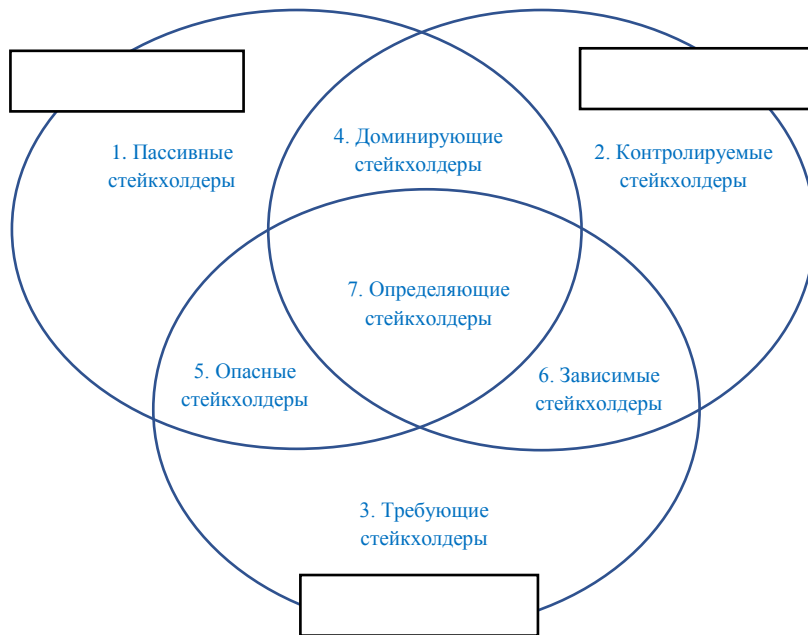 4. Доминирующие
стейкхолдеры
1. Пассивные
стейкхолдеры
2. Контролируемые
стейкхолдеры
7. Определяющие
стейкхолдеры
5. Опасные
стейкхолдеры
6. Зависимые
стейкхолдеры
3. Требующие
стейкхолдеры